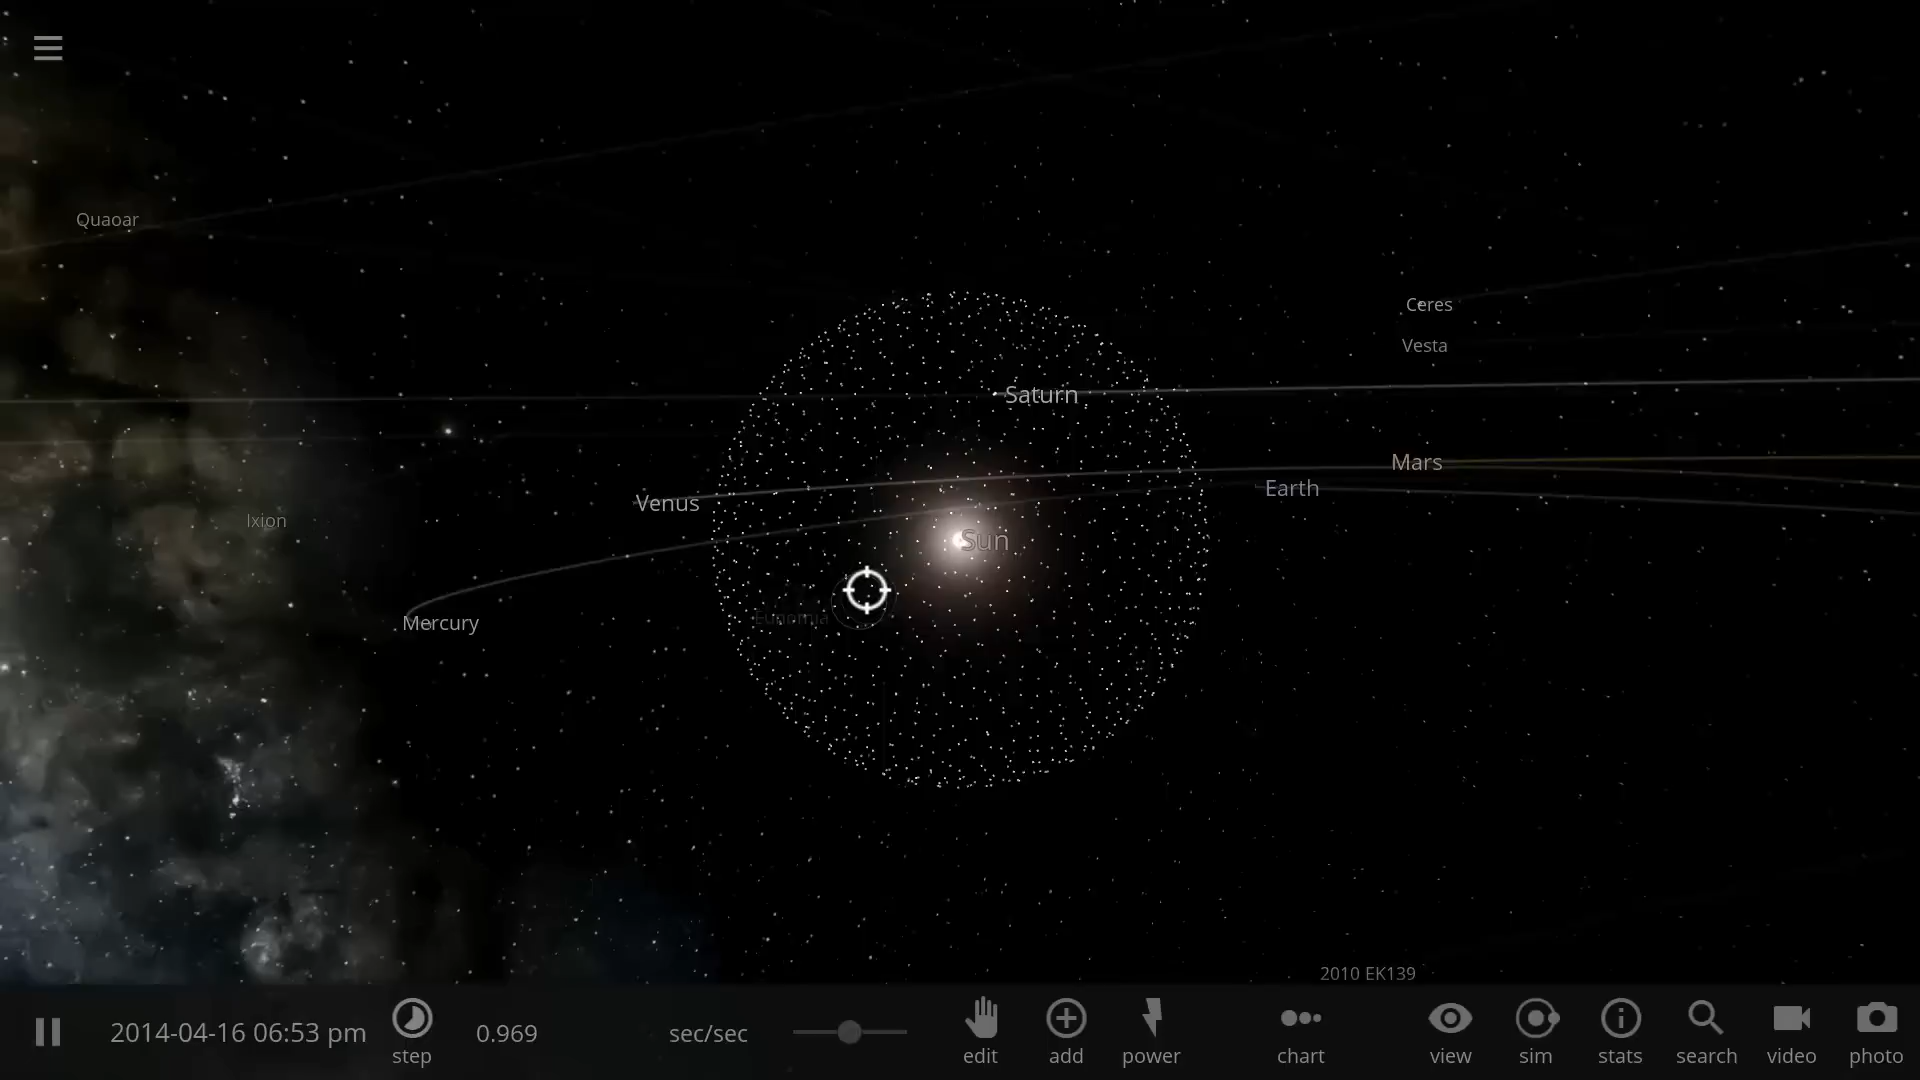 Quaoar
Ceres
Vesta
Saturn
Mars
Earth
Venus
Ixion
Sun
Eunomia
Mercury
2010 EK139
2014-04-16 06:53 pm
step
0.969
sec/sec
edit
add
power
chart
view
sim
stats
search
video
photo